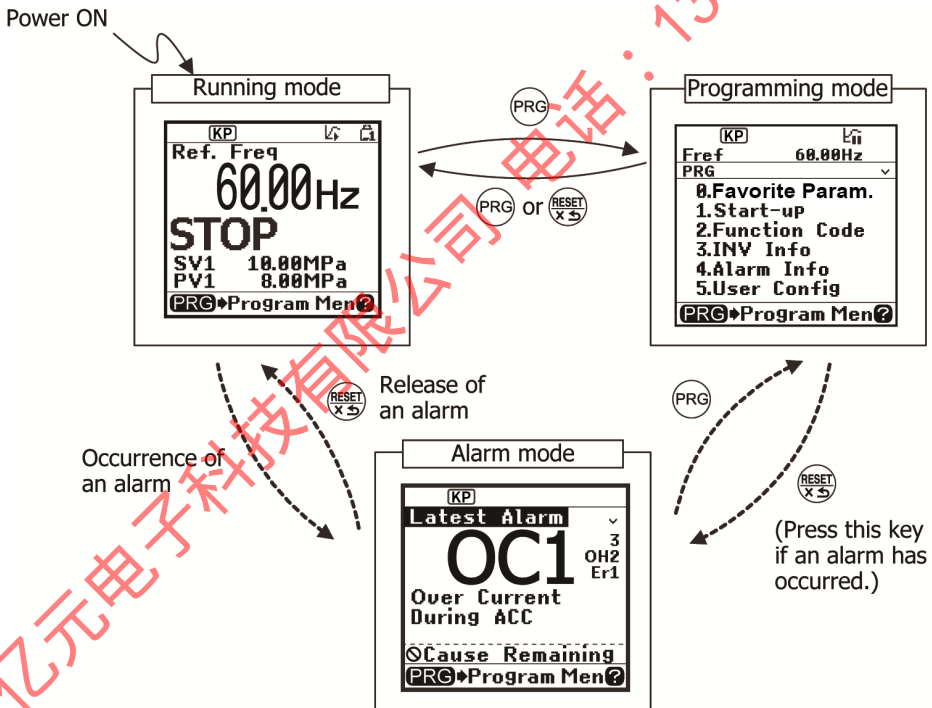 Power ON
Running mode
KP
Ref. Freq
60.00Hz
STOP
SV1 10.00MPa
PV1 8.00MPa
PRG➧Program Men?
PRG
PRG or RESET
Programming mode
KP
Fref 60.00Hz
PRG
0.Favorite Param.
1.Start-up
2.Function Code
3.INV Info
4.Alarm Info
5.User Config
PRG➧Program Men?
Occurrence of
an alarm
RESET
Release of
an alarm
Alarm mode
KP
Latest Alarm
3
OC1
OH2
Er1
Over Current
During ACC
Cause Remaining
PRG➧Program Men?
PRG
RESET
(Press this key
if an alarm has
occurred.)
亿元电子科技有限公司 电话：13